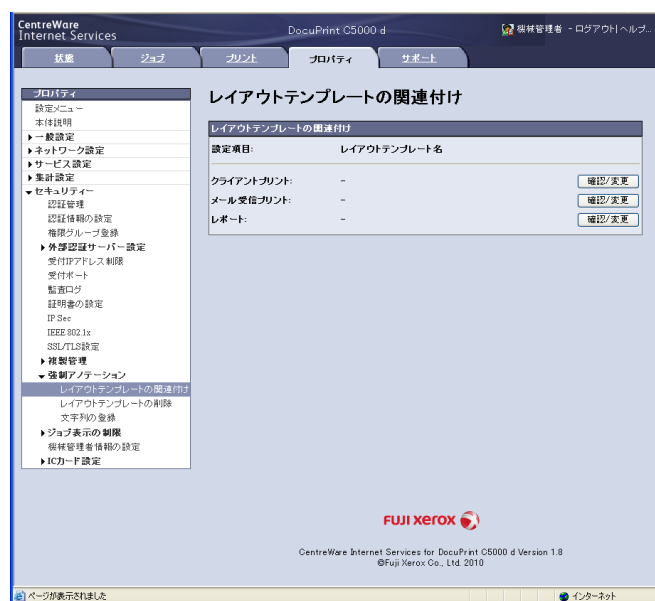 CentreWare
Internet Services
DocuPrint C5000 d
機械管理者 - ログアウト| ヘルプ...
状態
ジョブ
プリント
プロパティ
サポート
プロパティ
設定メニュー
本体説明
一般設定
ネットワーク設定
サービス設定
集計設定
セキュリティー
認証管理
認証情報の設定
権限グループ登録
外部認証サーバー設定
受付IPアドレス制限
受付ポート
監査ログ
証明書の設定
IP Sec
IEEE 802.1x
SSL/TLS設定
複製管理
強制アノテーション
レイアウトテンプレートの関連付け
レイアウトテンプレートの削除
文字列の登録
ジョブ表示の制限
機械管理者情報の設定
ICカード設定
レイアウトテンプレートの関連付け
レイアウトテンプレートの関連付け
設定項目: レイアウトテンプレート名
クライアントプリント: - 確認/変更
メール受信プリント: - 確認/変更
レポート: - 確認/変更
FUJI XEROX
CentreWare Internet Services for DocuPrint C5000 d Version 1.8
©Fuji Xerox Co., Ltd. 2010
ページが表示されました
インターネット